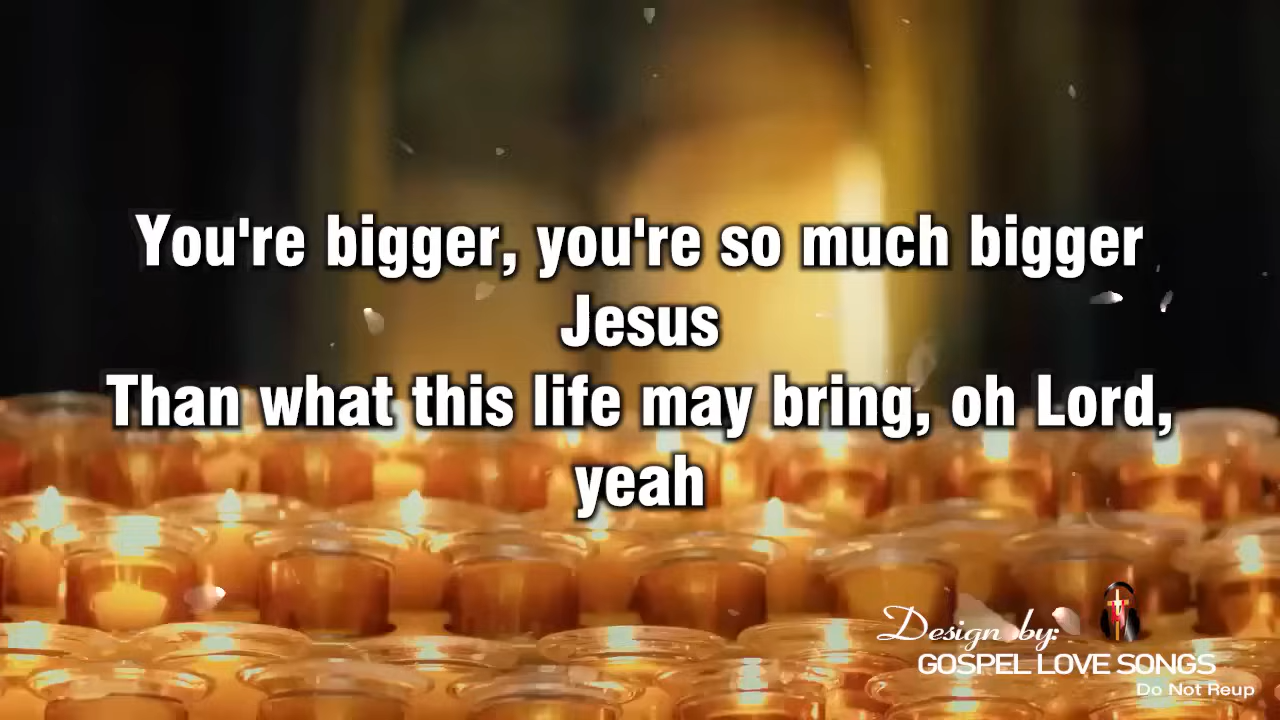 You're bigger, you're so much bigger
Jesus
Than what this life may bring, oh Lord,
yeah
Design by:
GOSPEL LOVE SONGS
Do Not Reup